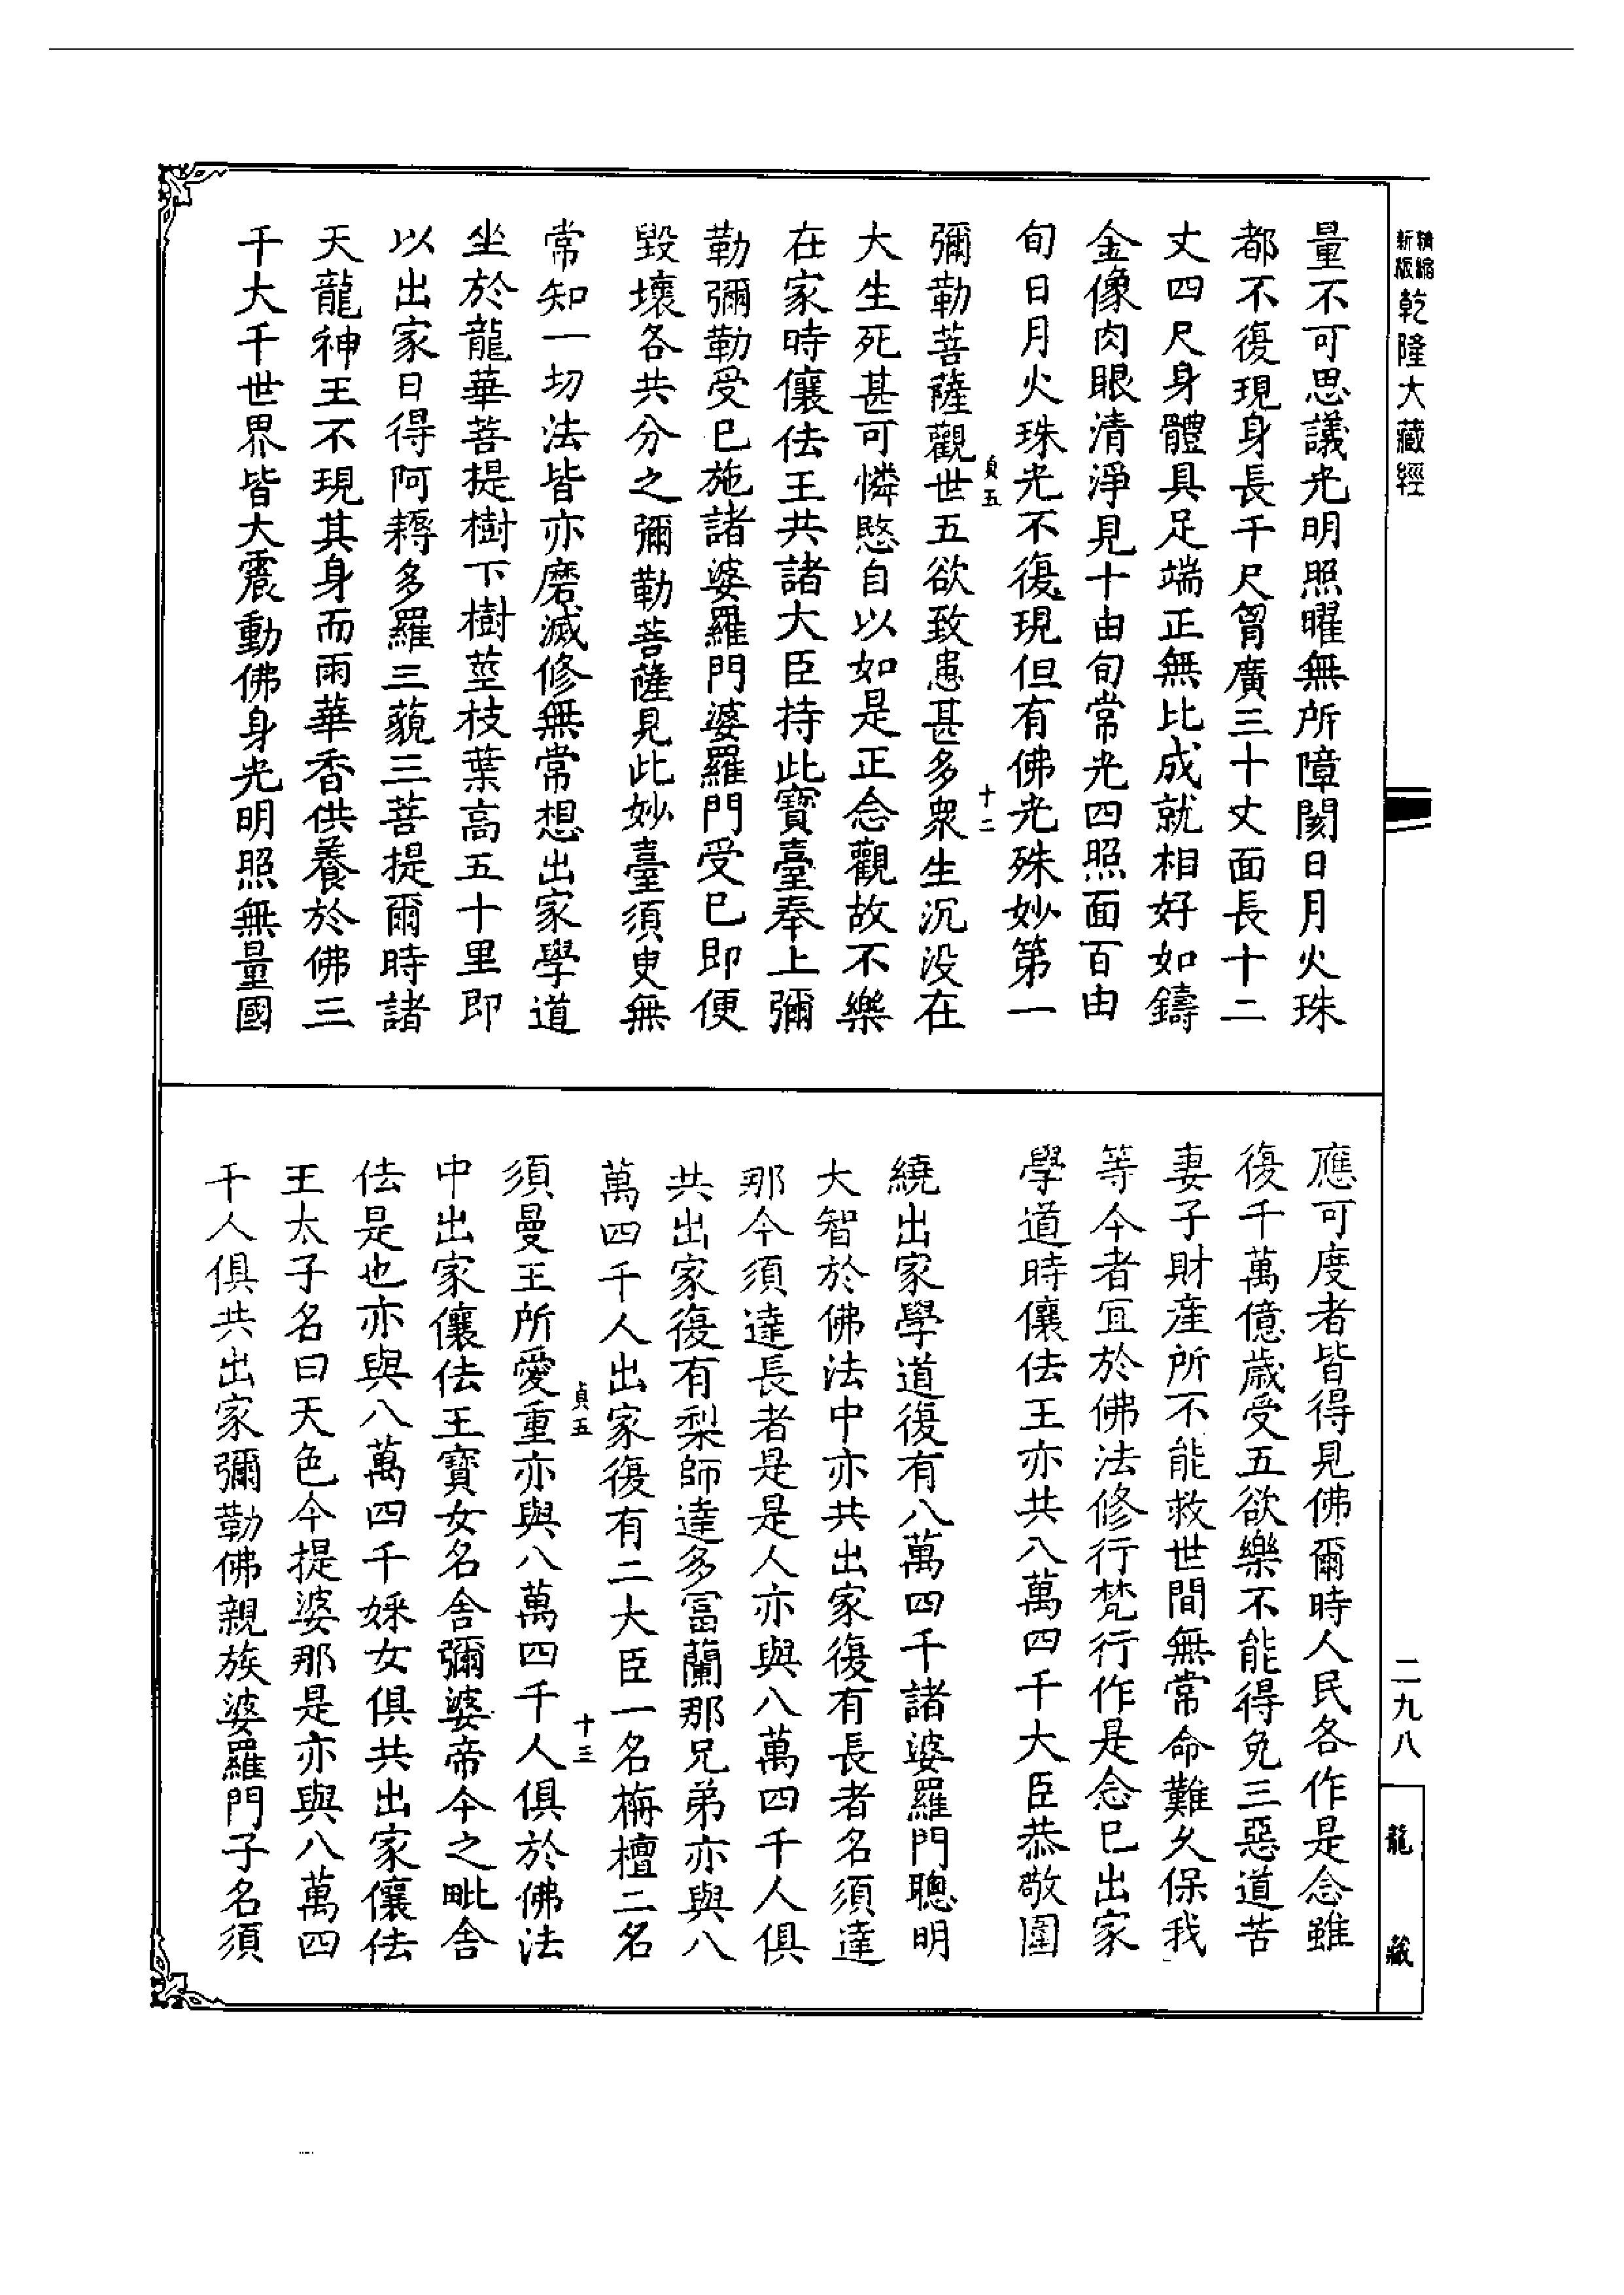 精縮新版乾隆大藏經
量不可思議光明照曜無所障閡日月火珠
都不復現身長千尺胷廣三十丈面長十二
丈四尺身體具足端正無比成就相好如鑄
金像肉眼清淨見十由旬常光四照面百由
旬日月火珠光不復現但有佛光殊妙第一
貞五 十二
彌勒菩薩觀世五欲致患甚多衆生沉没在
大生死甚可憐愍自以如是正念觀故不樂
在家時儴佉王共諸大臣持此寶臺奉上彌
勒彌勒受已施諸婆羅門婆羅門受已即便
毀壞各共分之彌勒菩薩見此妙臺須臾無
常知一切法皆亦磨滅修無常想出家學道
坐於龍華菩提樹下樹莖枝葉高五十里即
以出家日得阿耨多羅三藐三菩提爾時諸
天龍神王不現其身而雨華香供養於佛三
千大千世界皆大震動佛身光明照無量國
應可度者皆得見佛爾時人民各作是念雖
復千萬億歲受五欲樂不能得免三惡道苦
妻子財產所不能救世間無常命難久保我
等今者宜於佛法修行梵行作是念已出家
學道時儴佉王亦共八萬四千大臣恭敬圍
繞出家學道復有八萬四千諸婆羅門聰明
大智於佛法中亦共出家復有長者名須達
那今須達長者是是人亦與八萬四千人俱
共出家復有梨師達多富蘭那兄弟亦與八
萬四千人出家復有二大臣一名栴檀二名
貞五 十三
須曼王所愛重亦與八萬四千人俱於佛法
中出家儴佉王寶女名舍彌婆帝今之毗舍
佉是也亦與八萬四千婇女俱共出家儴佉
王太子名曰天色今提婆那是亦與八萬四
千人俱共出家彌勒佛親族婆羅門子名須
二九八
龍藏